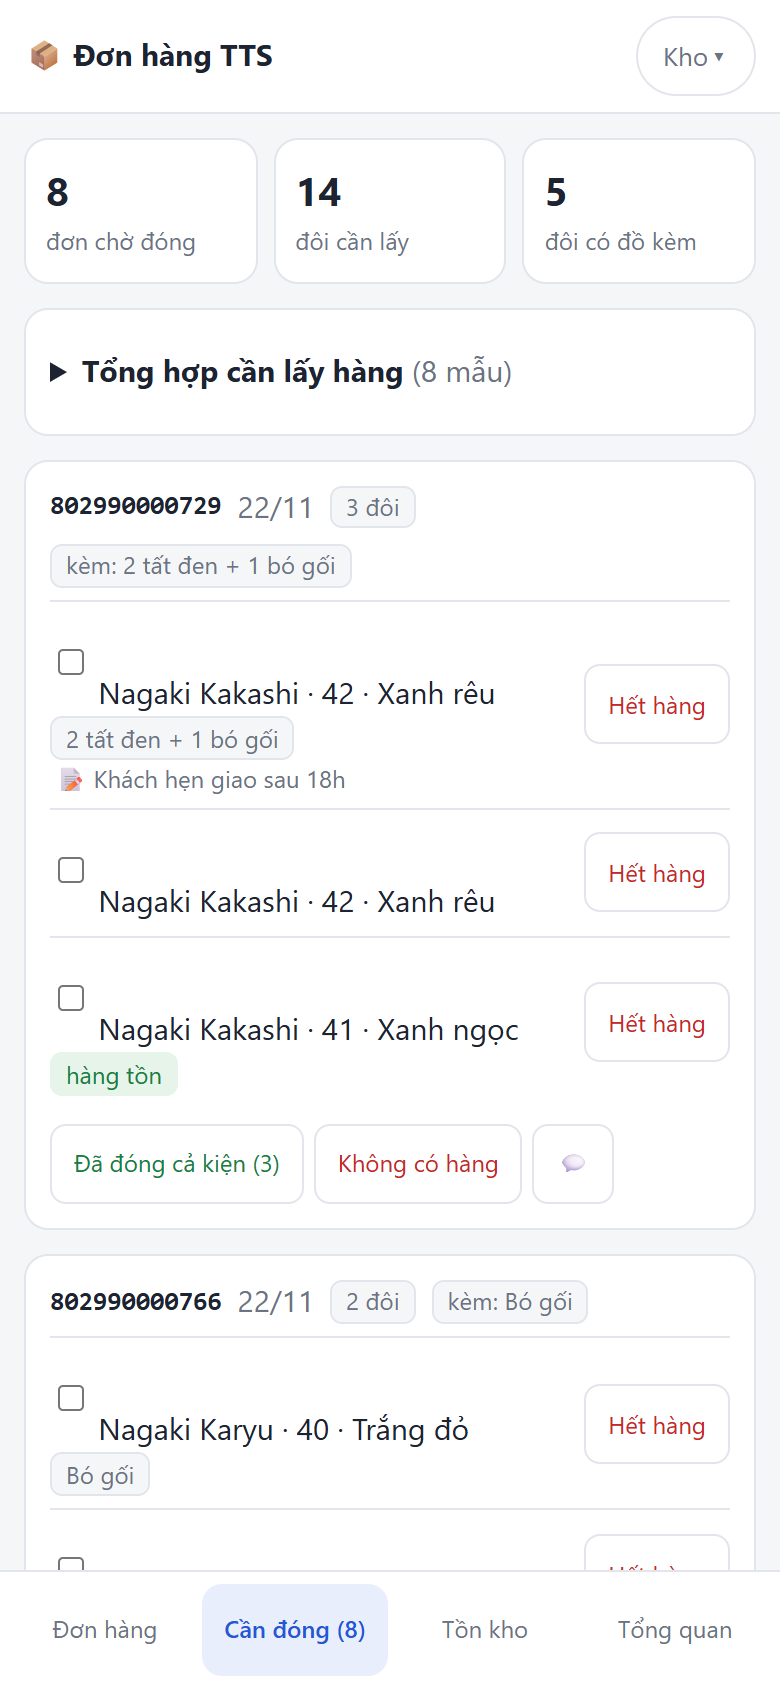 Đơn hàng TTS
Kho ▾
8
đơn chờ đóng
14
đôi cần lấy
5
đôi có đồ kèm
▶ Tổng hợp cần lấy hàng (8 mẫu)
802990000729 22/11 3 đôi
kèm: 2 tất đen + 1 bó gối
Nagaki Kakashi · 42 · Xanh rêu
Hết hàng
2 tất đen + 1 bó gối
Khách hẹn giao sau 18h
Nagaki Kakashi · 42 · Xanh rêu
Hết hàng
Nagaki Kakashi · 41 · Xanh ngọc
Hết hàng
hàng tồn
Đã đóng cả kiện (3)
Không có hàng
802990000766 22/11 2 đôi kèm: Bó gối
Nagaki Karyu · 40 · Trắng đỏ
Hết hàng
Bó gối
Đơn hàng
Cần đóng (8)
Tồn kho
Tổng quan